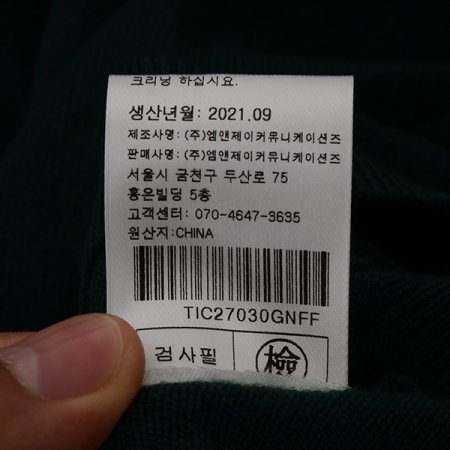 크리닝 하십시요.
생산년월: 2021.09
제조사명: (주)엠앤제이커뮤니케이션즈
판매사명: (주)엠앤제이커뮤니케이션즈
서울시 금천구 두산로 75
홍은빌딩 5층
고객센터: 070-4647-3635
원산지:CHINA
TIC27030GNFF
검사필 檢